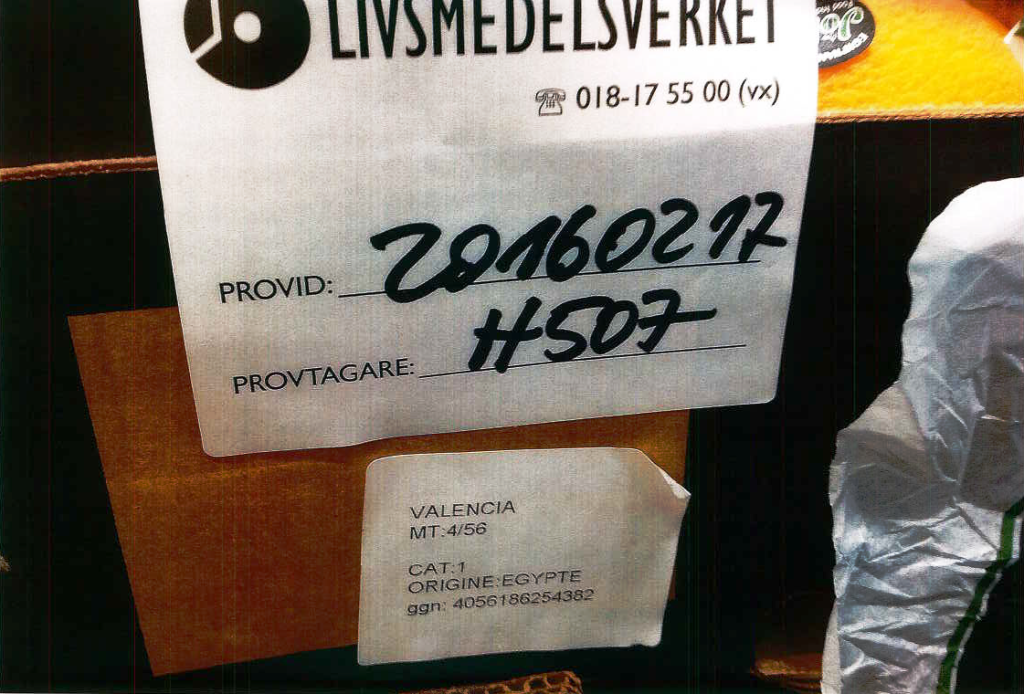 LIVSMEDELSVERKET
☎ 018-17 55 00 (vx)
PROVID: 20160217
H507
PROVTAGARE:
VALENCIA
MT:4/56
CAT:1
ORIGINE:EGYPTE
ggn: 4056186254382